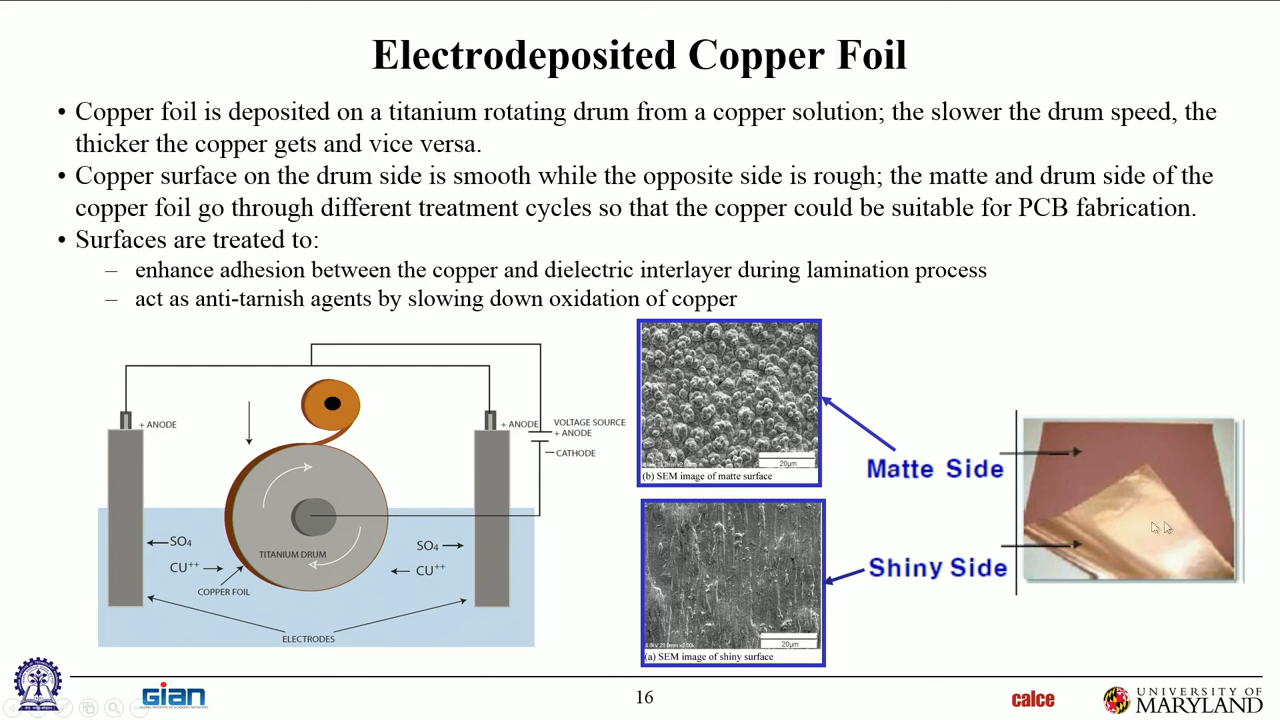 Electrodeposited Copper Foil
• Copper foil is deposited on a titanium rotating drum from a copper solution; the slower the drum speed, the
thicker the copper gets and vice versa.
• Copper surface on the drum side is smooth while the opposite side is rough; the matte and drum side of the
copper foil go through different treatment cycles so that the copper could be suitable for PCB fabrication.
• Surfaces are treated to:
– enhance adhesion between the copper and dielectric interlayer during lamination process
– act as anti-tarnish agents by slowing down oxidation of copper
+ ANODE
+ ANODE
VOLTAGE SOURCE
+ ANODE
— CATHODE
SO4
CU++
TITANIUM DRUM
COPPER FOIL
SO4
CU++
ELECTRODES
20μm
(b) SEM image of matte surface
20μm
(a) SEM image of shiny surface
Matte Side
Shiny Side
GIAN
16
calce
UNIVERSITY OF
MARYLAND